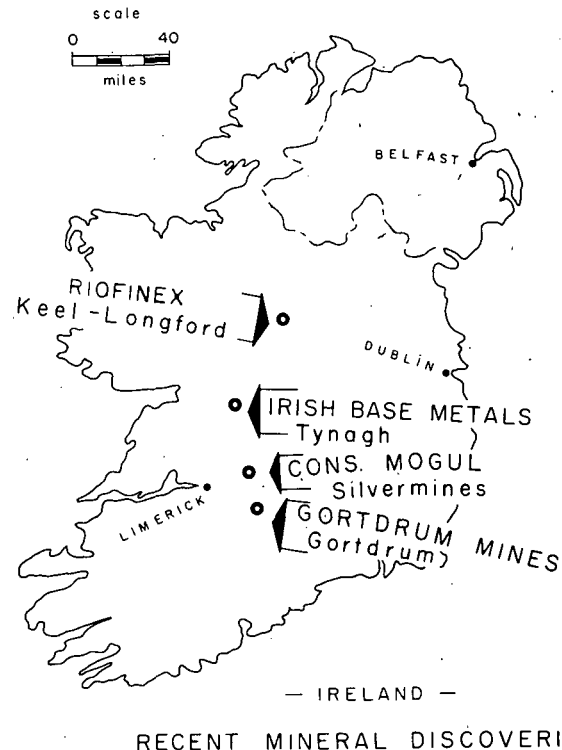 scale
0 40
miles
BELFAST
RIOFINEX
Keel-Longford
DUBLIN
IRISH BASE METALS
Tynagh
CONS. MOGUL
Silvermines
LIMERICK
GORTDRUM MINES
Gortdrum
— IRELAND —
RECENT MINERAL DISCOVERI